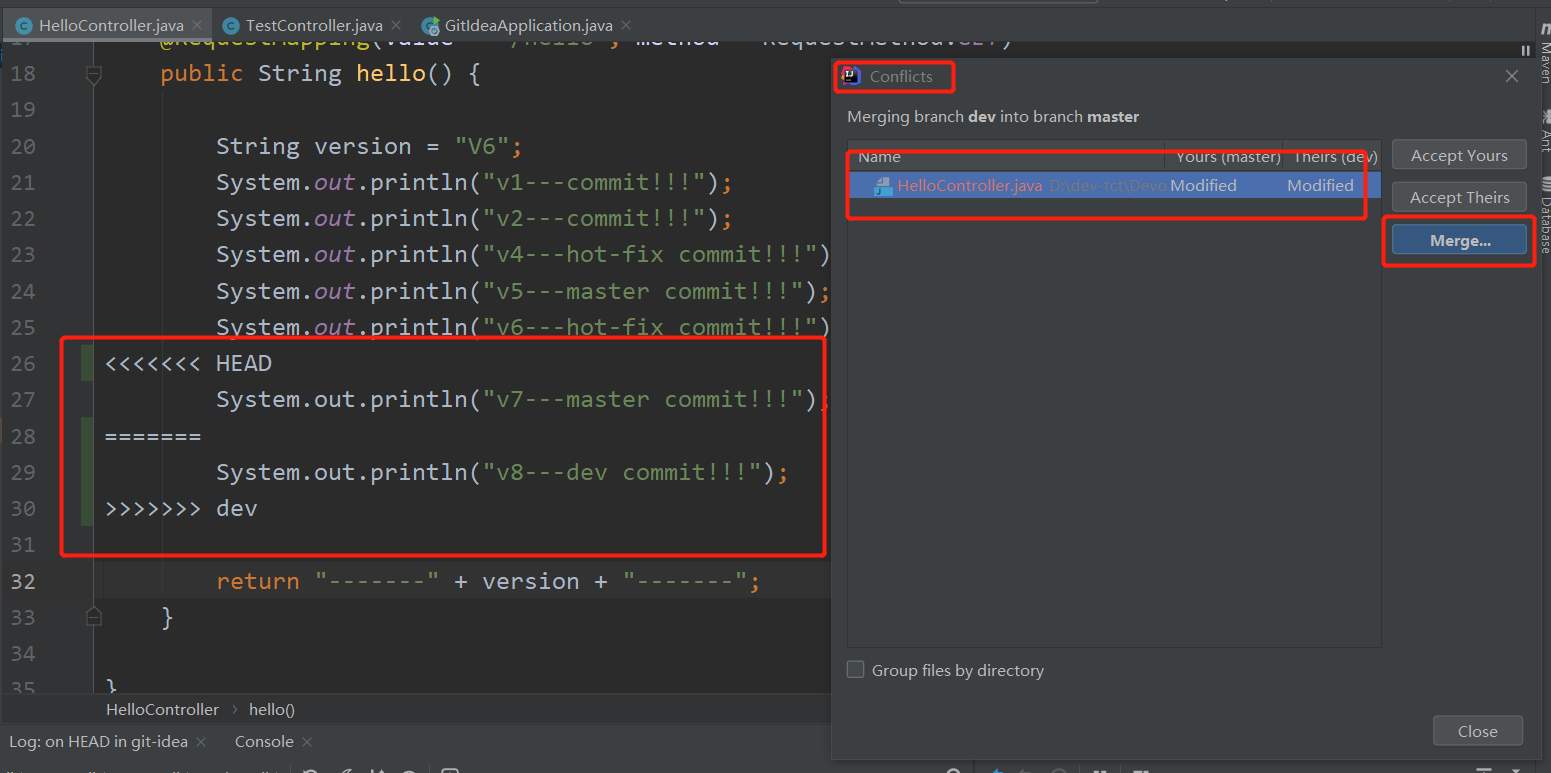 HelloController.java
TestController.java
GitIdeaApplication.java
18 public String hello() {
19
20 String version = "V6";
21 System.out.println("v1---commit!!!");
22 System.out.println("v2---commit!!!");
23 System.out.println("v4---hot-fix commit!!!")
24 System.out.println("v5---master commit!!!");
25 System.out.println("v6---hot-fix commit!!!")
26 <<<<<<< HEAD
27 System.out.println("v7---master commit!!!");
28 =======
29 System.out.println("v8---dev commit!!!");
30 >>>>>>> dev
31
32 return "-------" + version + "-------";
33 }
34
35 }
HelloController › hello()
Log: on HEAD in git-idea
Console
Conflicts
Merging branch dev into branch master
Name Yours (master) Theirs (dev)
HelloController.java D:\dev-tct\Devo Modified Modified
Accept Yours
Accept Theirs
Merge...
Group files by directory
Close
Maven
Ant
Database